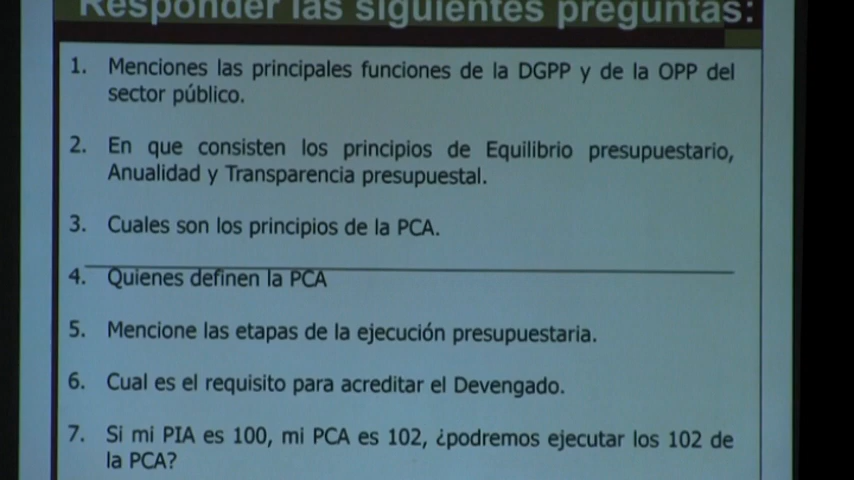 Responder las siguientes preguntas:
1. Menciones las principales funciones de la DGPP y de la OPP del
sector público.
2. En que consisten los principios de Equilibrio presupuestario,
Anualidad y Transparencia presupuestal.
3. Cuales son los principios de la PCA.
4. Quienes definen la PCA
5. Mencione las etapas de la ejecución presupuestaria.
6. Cual es el requisito para acreditar el Devengado.
7. Si mi PIA es 100, mi PCA es 102, ¿podremos ejecutar los 102 de
la PCA?